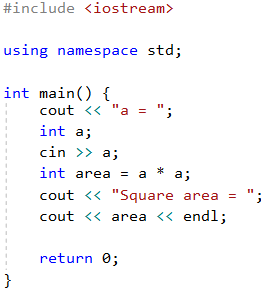 #include <iostream>
using namespace std;
int main() {
cout << "a = ";
int a;
cin >> a;
int area = a * a;
cout << "Square area = ";
cout << area << endl;
return 0;
}